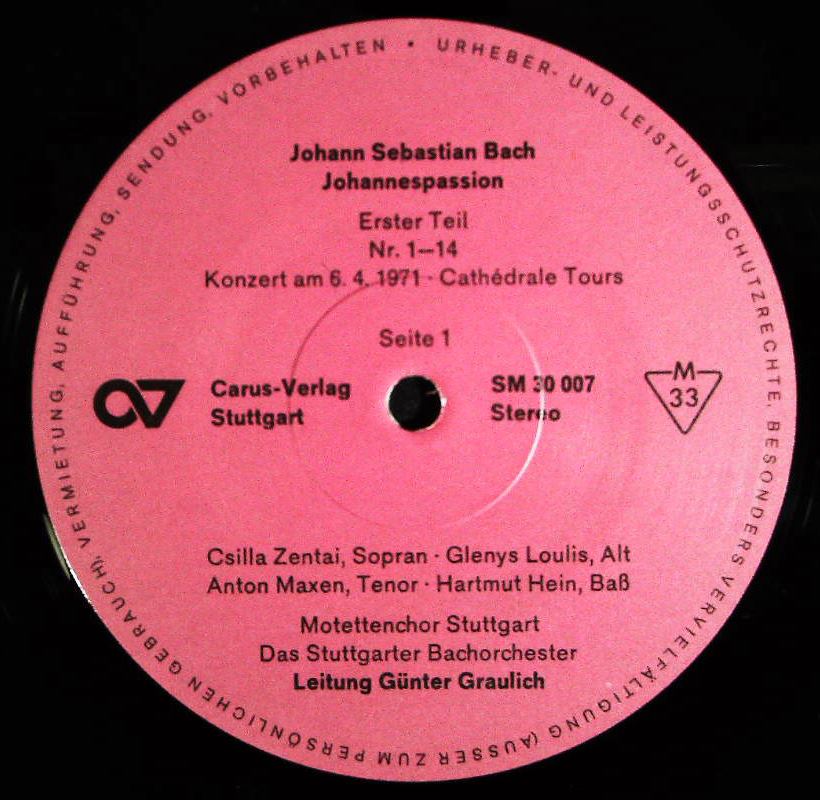 URHEBER- UND LEISTUNGSSCHUTZRECHTE, BESONDERS VERVIELFÄLTIGUNG (AUSSER ZUM PERSÖNLICHEN GEBRAUCH), VERMIETUNG, AUFFÜHRUNG, SENDUNG, VORBEHALTEN •
Johann Sebastian Bach
Johannespassion
Erster Teil
Nr. 1–14
Konzert am 6. 4. 1971 · Cathédrale Tours
Seite 1
Carus-Verlag
Stuttgart
SM 30 007
Stereo
M
33
Csilla Zentai, Sopran · Glenys Loulis, Alt
Anton Maxen, Tenor · Hartmut Hein, Baß
Motettenchor Stuttgart
Das Stuttgarter Bachorchester
Leitung Günter Graulich